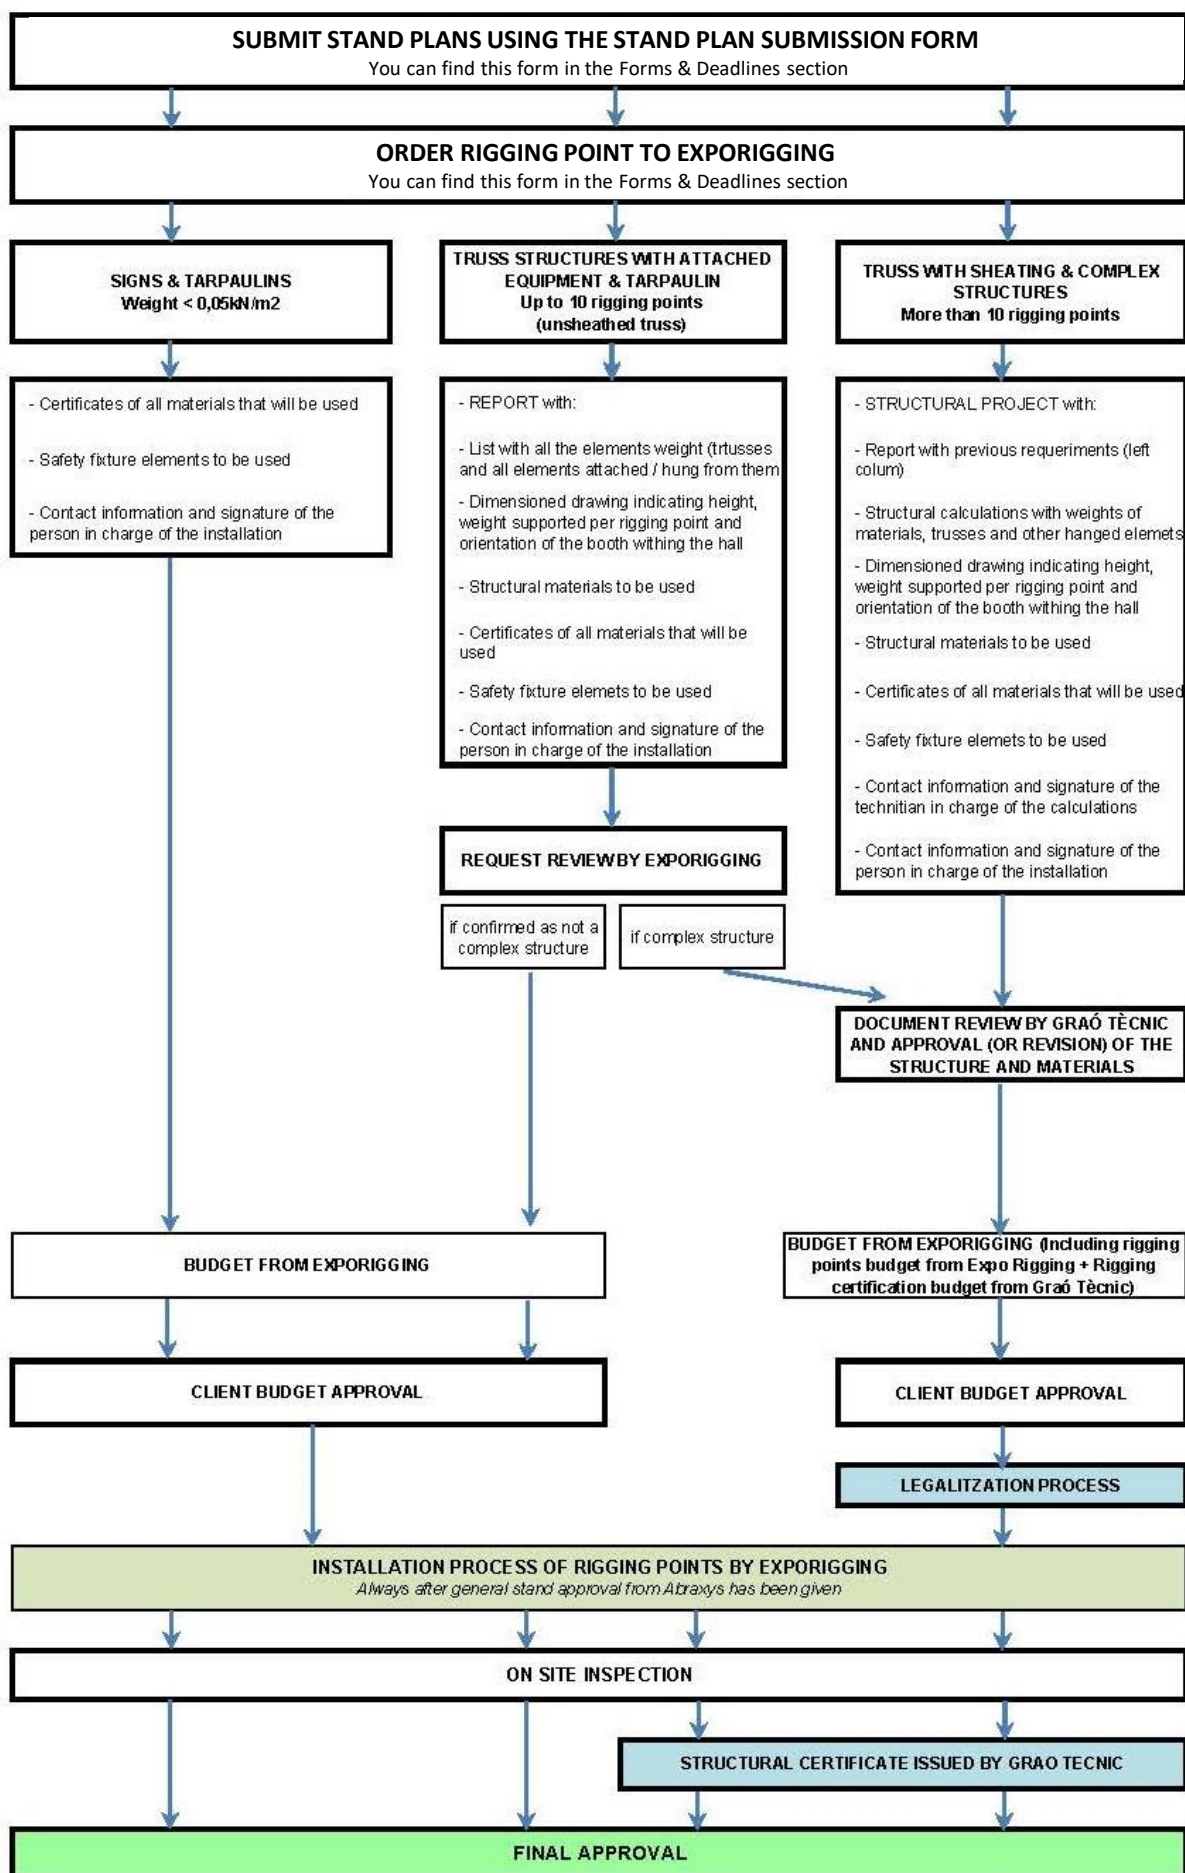 SUBMIT STAND PLANS USING THE STAND PLAN SUBMISSION FORM
You can find this form in the Forms & Deadlines section
ORDER RIGGING POINT TO EXPORIGGING
You can find this form in the Forms & Deadlines section
SIGNS & TARPAULINS
Weight < 0,05kN/m2
TRUSS STRUCTURES WITH ATTACHED
EQUIPMENT & TARPAULIN
Up to 10 rigging points
(unsheathed truss)
TRUSS WITH SHEATING & COMPLEX
STRUCTURES
More than 10 rigging points
- Certificates of all materials that will be used
- Safety fixture elements to be used
- Contact information and signature of the
person in charge of the installation
- REPORT with:
- List with all the elements weight (trtusses
and all elements attached / hung from them
- Dimensioned drawing indicating height,
weight supported per rigging point and
orientation of the booth withing the hall
- Structural materials to be used
- Certificates of all materials that will be
used
- Safety fixture elemets to be used
- Contact information and signature of the
person in charge of the installation
- STRUCTURAL PROJECT with:
- Report with previous requeriments (left
colum)
- Structural calculations with weights of
materials, trusses and other hanged elemets
- Dimensioned drawing indicating height,
weight supported per rigging point and
orientation of the booth withing the hall
- Structural materials to be used
- Certificates of all materials that will be used
- Safety fixture elemets to be used
- Contact information and signature of the
technitian in charge of the calculations
- Contact information and signature of the
person in charge of the installation
REQUEST REVIEW BY EXPORIGGING
if confirmed as not a
complex structure
if complex structure
DOCUMENT REVIEW BY GRAÓ TÈCNIC
AND APPROVAL (OR REVISION) OF THE
STRUCTURE AND MATERIALS
BUDGET FROM EXPORIGGING
BUDGET FROM EXPORIGGING (Including rigging
points budget from Expo Rigging + Rigging
certification budget from Graó Tècnic)
CLIENT BUDGET APPROVAL
CLIENT BUDGET APPROVAL
LEGALITZATION PROCESS
INSTALLATION PROCESS OF RIGGING POINTS BY EXPORIGGING
Always after general stand approval from Abraxys has been given
ON SITE INSPECTION
STRUCTURAL CERTIFICATE ISSUED BY GRAO TECNIC
FINAL APPROVAL